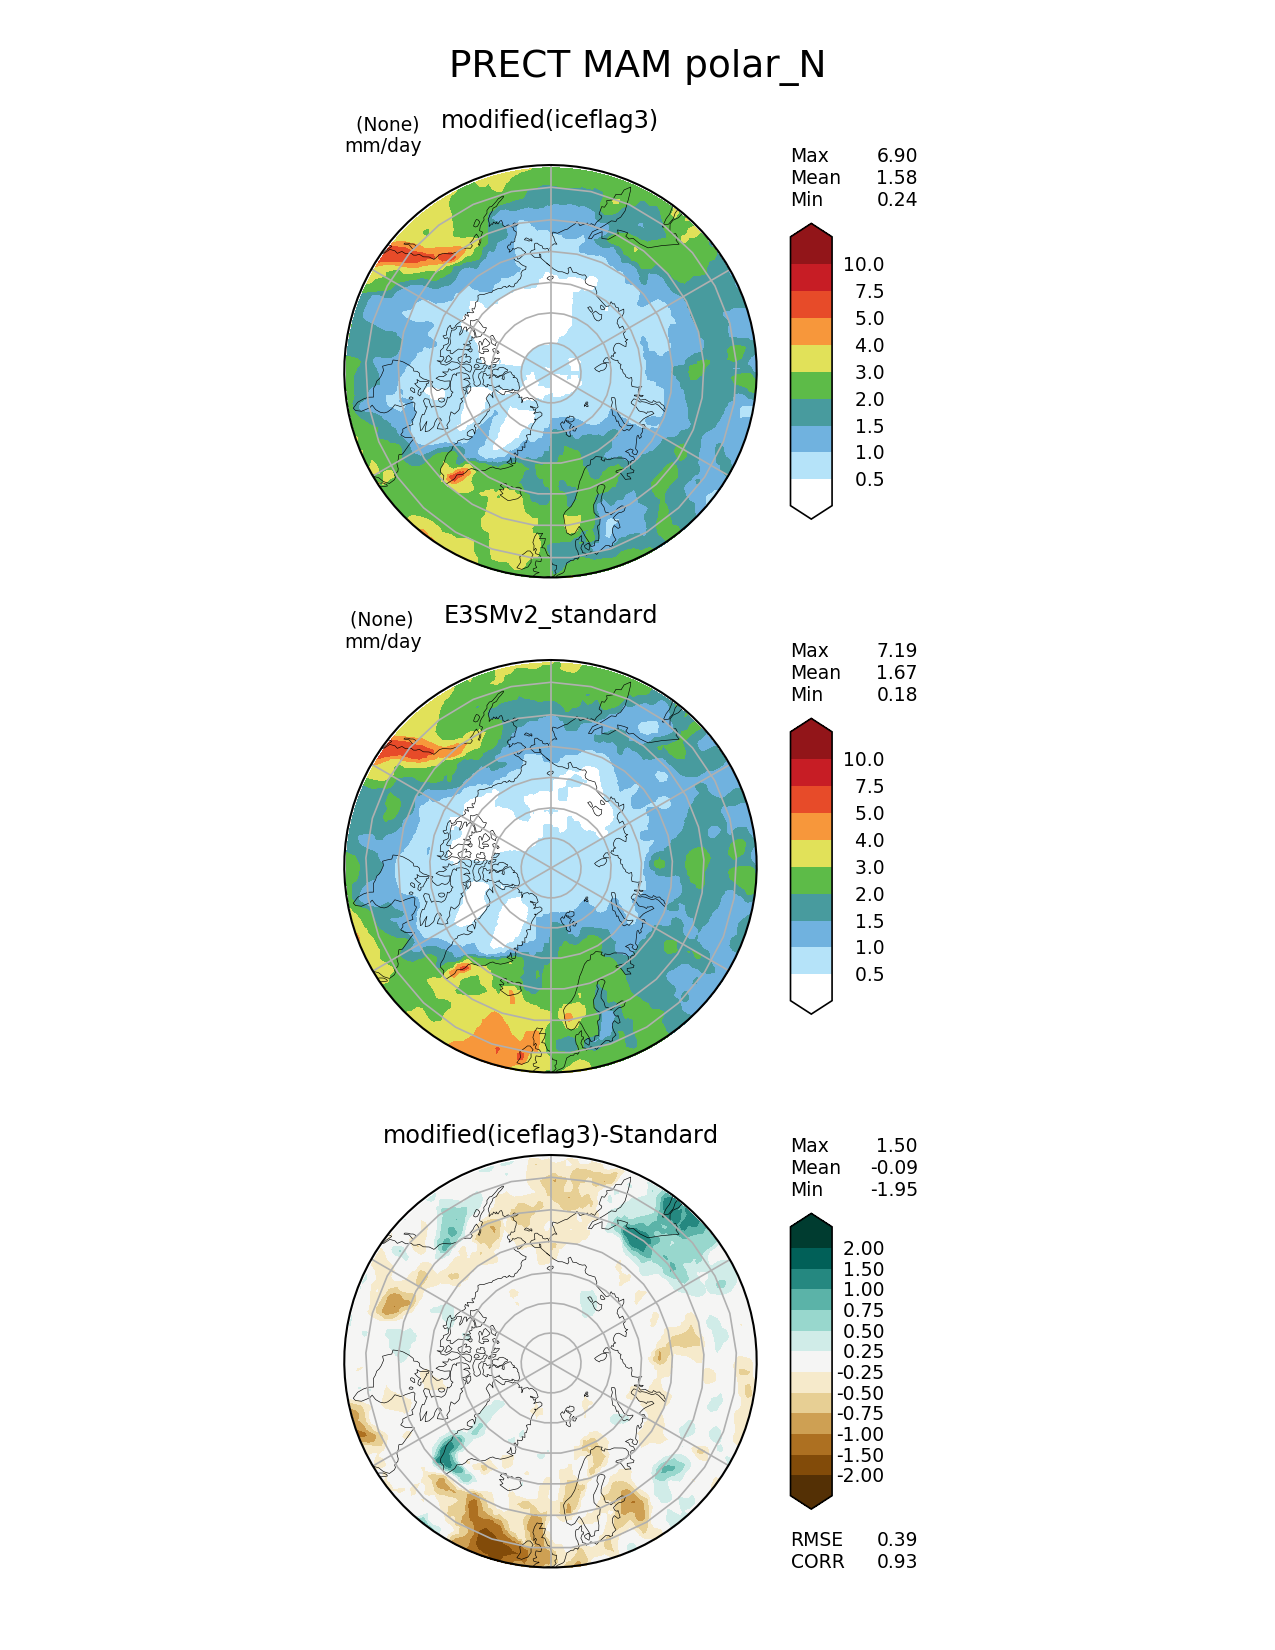 PRECT MAM polar_N
(None)
mm/day
modified(iceflag3)
Max 6.90
Mean 1.58
Min 0.24
10.0
7.5
5.0
4.0
3.0
2.0
1.5
1.0
0.5
(None)
mm/day
E3SMv2_standard
Max 7.19
Mean 1.67
Min 0.18
10.0
7.5
5.0
4.0
3.0
2.0
1.5
1.0
0.5
modified(iceflag3)-Standard
Max 1.50
Mean -0.09
Min -1.95
2.00
1.50
1.00
0.75
0.50
0.25
-0.25
-0.50
-0.75
-1.00
-1.50
-2.00
RMSE 0.39
CORR 0.93